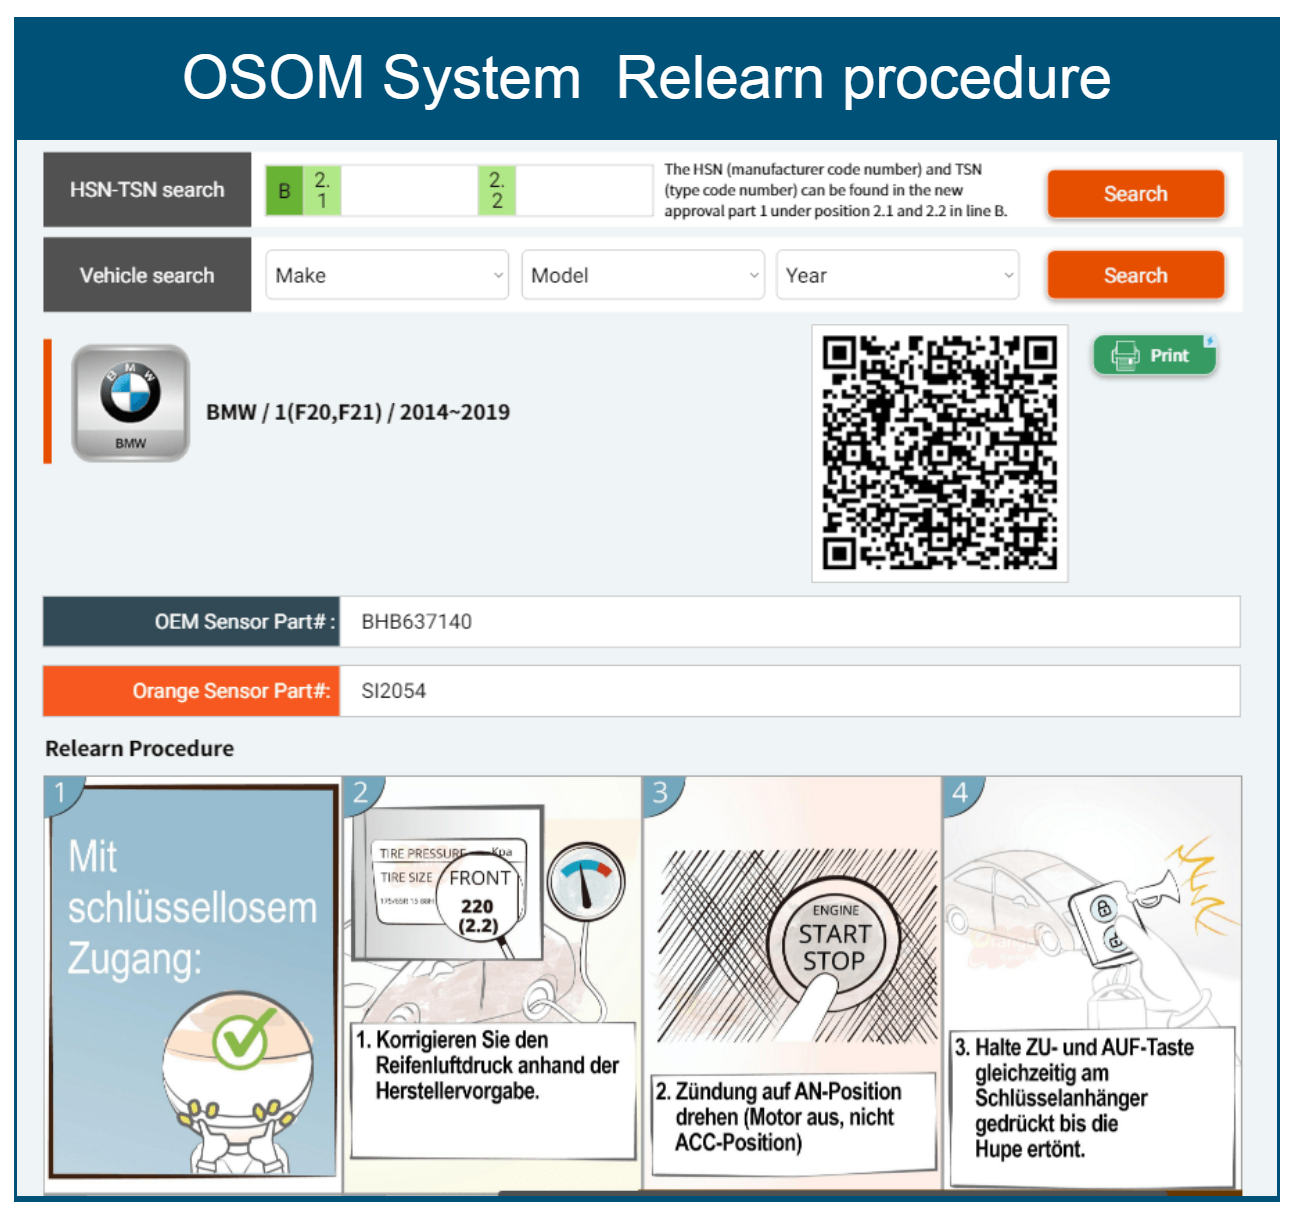 OSOM System Relearn procedure
HSN-TSN search
B
2.
1
2.
2
The HSN (manufacturer code number) and TSN
(type code number) can be found in the new
approval part 1 under position 2.1 and 2.2 in line B.
Search
Vehicle search
Make
Model
Year
Search
BMW
BMW
BMW / 1(F20,F21) / 2014~2019
Print
OEM Sensor Part# :
BHB637140
Orange Sensor Part#:
SI2054
Relearn Procedure
1
Mit
schlüssellosem
Zugang:
2
TIRE PRESSURE Kpa
TIRE SIZE
175/65R 15 88H
FRONT
220
(2.2)
1. Korrigieren Sie den
Reifenluftdruck anhand der
Herstellervorgabe.
3
ENGINE
START
STOP
2. Zündung auf AN-Position
drehen (Motor aus, nicht
ACC-Position)
4
Orange
3. Halte ZU- und AUF-Taste
gleichzeitig am
Schlüsselanhänger
gedrückt bis die
Hupe ertönt.